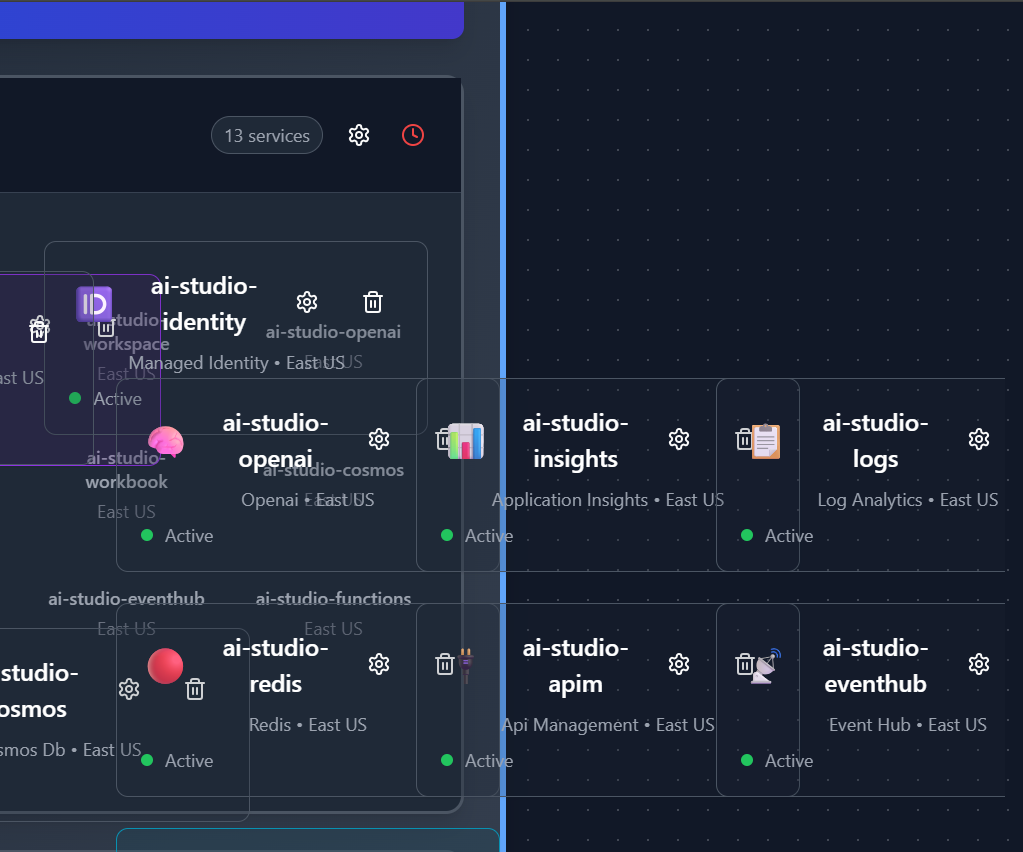 13 services
ai-studio-
identity
Managed Identity • East US
Active
ai-studio-
workspace
East US
ai-studio-openai
East US
ast US
ai-studio-
openai
Openai • East US
Active
ai-studio-cosmos
East US
ai-studio-
workbook
East US
ai-studio-
insights
Application Insights • East US
Active
ai-studio-
logs
Log Analytics • East US
Active
ai-studio-eventhub
East US
ai-studio-functions
East US
studio-
osmos
smos Db • East US
ai-studio-
redis
Redis • East US
Active
ai-studio-
apim
Api Management • East US
Active
ai-studio-
eventhub
Event Hub • East US
Active